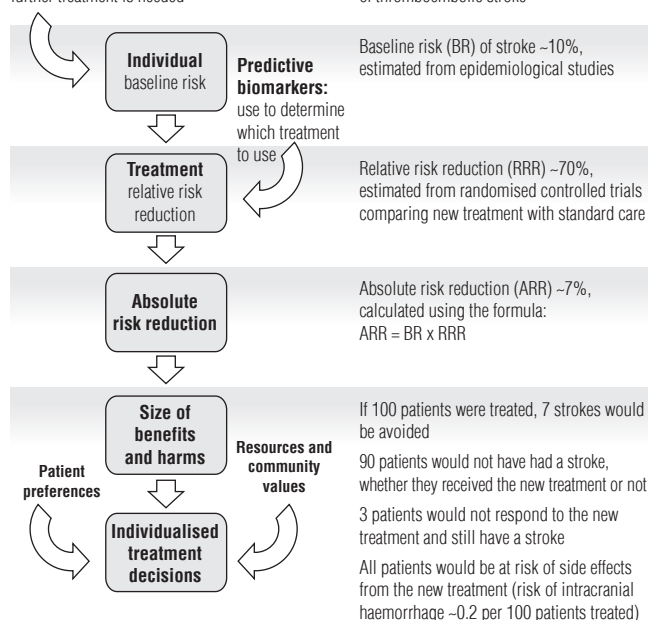 further treatment is needed
of thromboembolic stroke
Individual
baseline risk
Predictive
biomarkers:
use to determine
which treatment
to use
Baseline risk (BR) of stroke ~10%,
estimated from epidemiological studies
Treatment
relative risk
reduction
Relative risk reduction (RRR) ~70%,
estimated from randomised controlled trials
comparing new treatment with standard care
Absolute
risk reduction
Absolute risk reduction (ARR) ~7%,
calculated using the formula:
ARR = BR x RRR
Size of
benefits
and harms
Patient
preferences
Resources and
community
values
Individualised
treatment
decisions
If 100 patients were treated, 7 strokes would
be avoided
90 patients would not have had a stroke,
whether they received the new treatment or not
3 patients would not respond to the new
treatment and still have a stroke
All patients would be at risk of side effects
from the new treatment (risk of intracranial
haemorrhage ~0.2 per 100 patients treated)